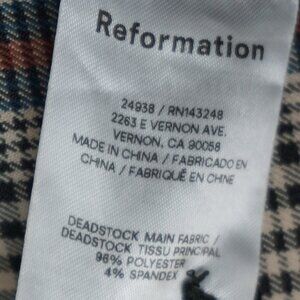 Reformation
24938 / RN143248
2263 E VERNON AVE.
VERNON, CA 90058
MADE IN CHINA / FABRICADO EN
CHINA / FABRIQUÉ EN CHINE
DEADSTOCK MAIN FABRIC /
DEADSTOCK TISSU PRINCIPAL
96% POLYESTER
4% SPANDEX